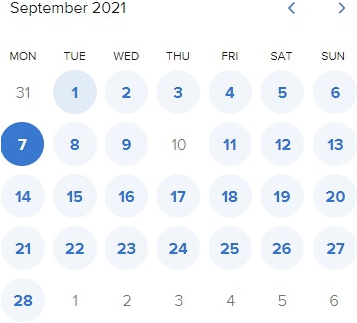 September 2021
MON TUE WED THU FRI SAT SUN
31 1 2 3 4 5 6
7 8 9 10 11 12 13
14 15 16 17 18 19 20
21 22 23 24 25 26 27
28 1 2 3 4 5 6